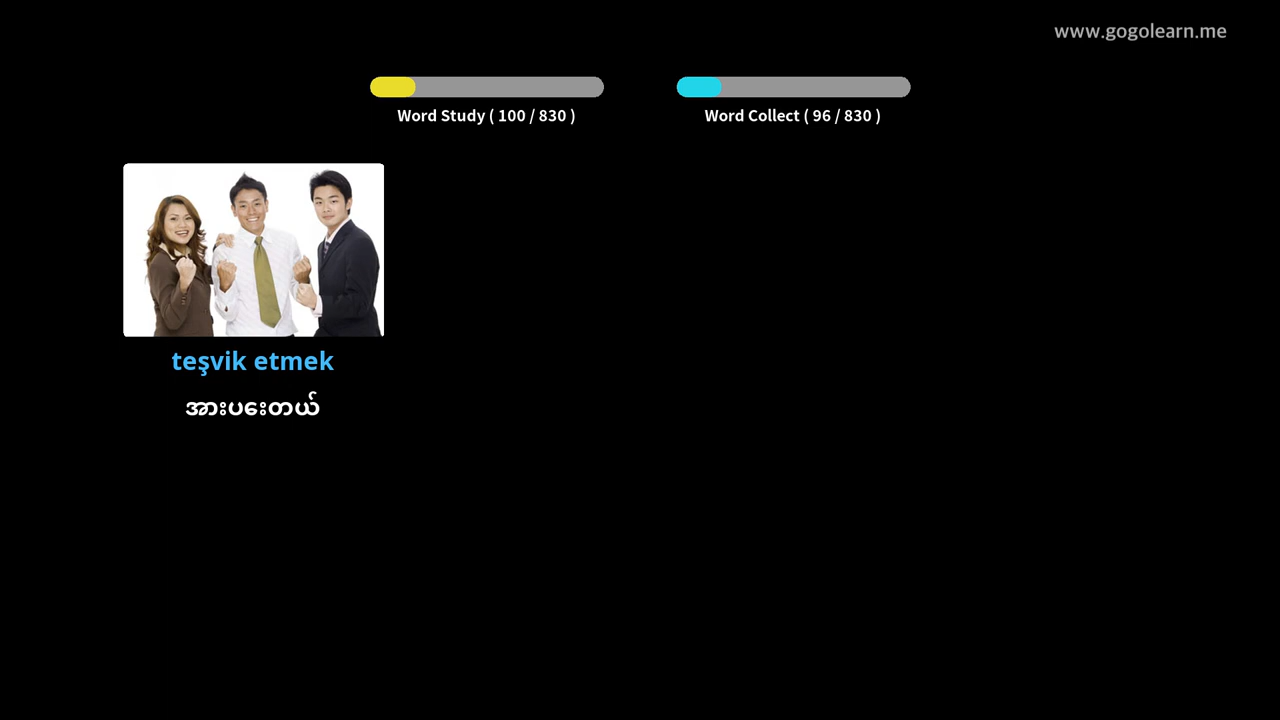 www.gogolearn.me
Word Study ( 100 / 830 )
Word Collect ( 96 / 830 )
teşvik etmek
အားပေးတယ်